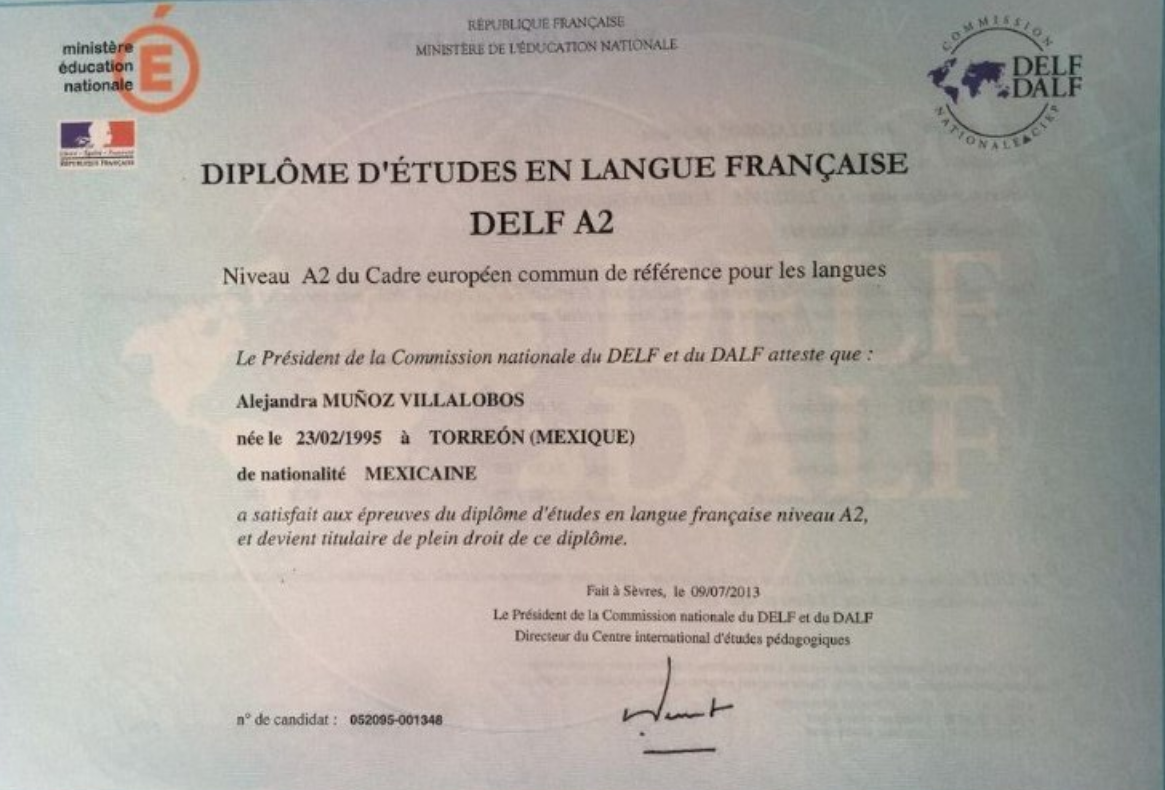 ministère
éducation
nationale
É
RÉPUBLIQUE FRANÇAISE
MINISTÈRE DE L'ÉDUCATION NATIONALE
COMMISSION
DELF
DALF
NATIONALE CIEP
Liberté • Égalité • Fraternité
RÉPUBLIQUE FRANÇAISE
DIPLÔME D'ÉTUDES EN LANGUE FRANÇAISE
DELF A2
Niveau A2 du Cadre européen commun de référence pour les langues
Le Président de la Commission nationale du DELF et du DALF atteste que :
Alejandra MUÑOZ VILLALOBOS
née le 23/02/1995 à TORREÓN (MEXIQUE)
de nationalité MEXICAINE
a satisfait aux épreuves du diplôme d'études en langue française niveau A2,
et devient titulaire de plein droit de ce diplôme.
Fait à Sèvres, le 09/07/2013
Le Président de la Commission nationale du DELF et du DALF
Directeur du Centre international d'études pédagogiques
n° de candidat : 052095-001348
DELF
DALF